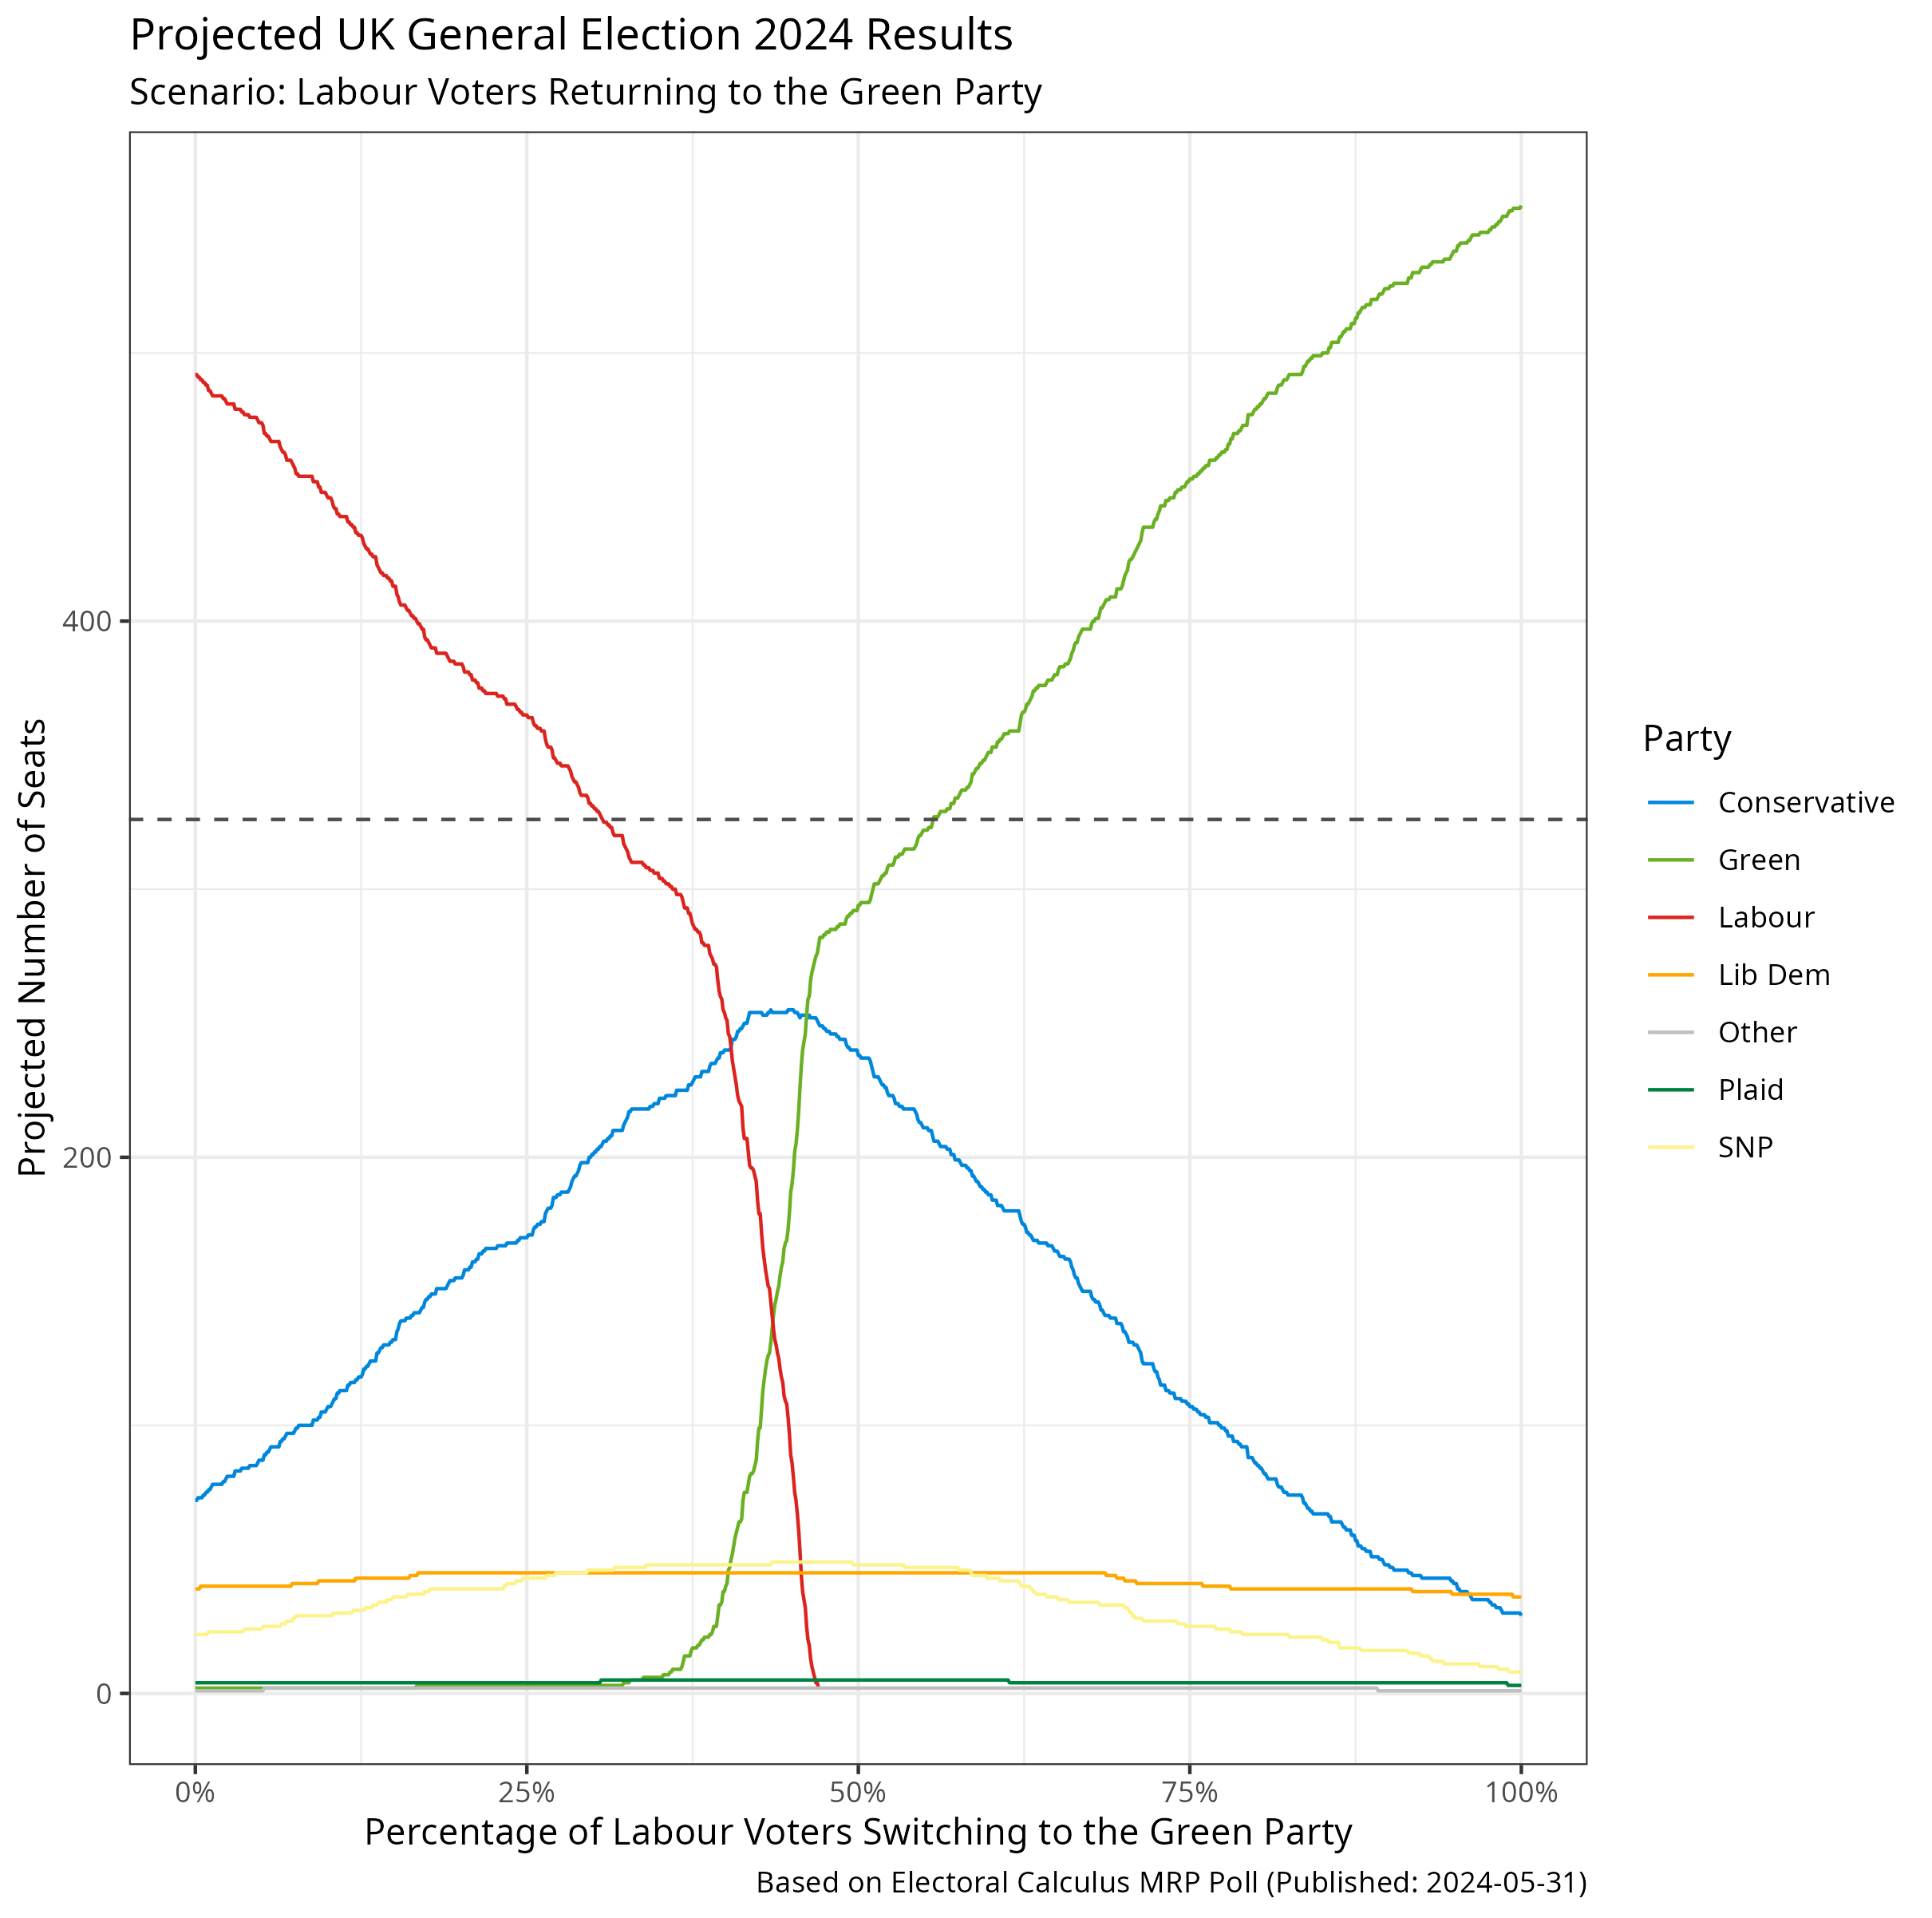 Projected UK General Election 2024 Results
Scenario: Labour Voters Returning to the Green Party
Projected Number of Seats
400
200
0
0%
25%
50%
75%
100%
Percentage of Labour Voters Switching to the Green Party
Based on Electoral Calculus MRP Poll (Published: 2024-05-31)
Party
Conservative
Green
Labour
Lib Dem
Other
Plaid
SNP